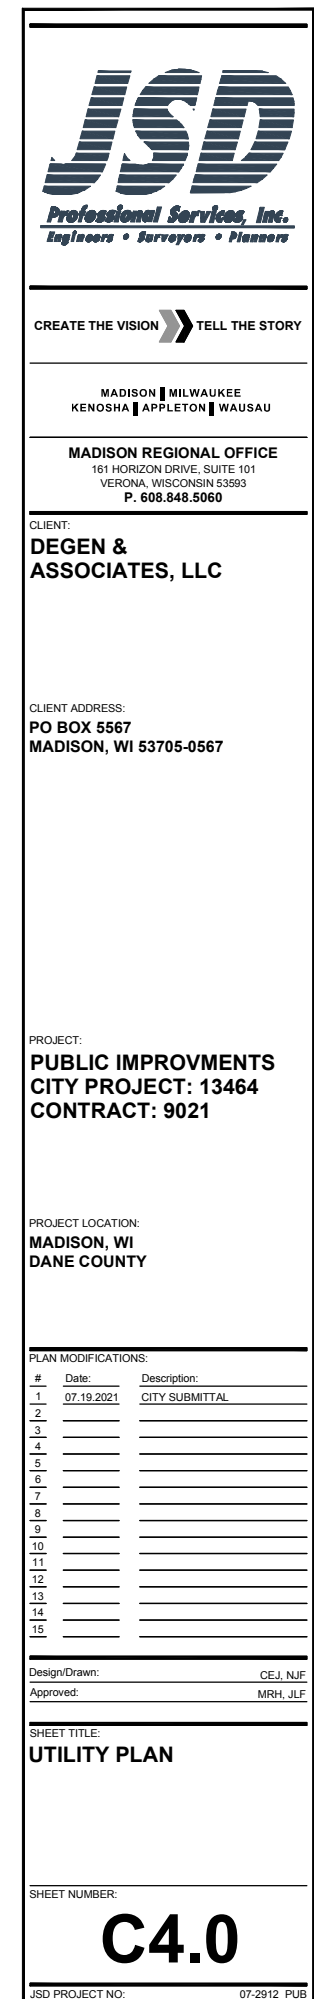 JSD
Professional Services, Inc.
Engineers • Surveyors • Planners
CREATE THE VISION TELL THE STORY
MADISON MILWAUKEE
KENOSHA APPLETON WAUSAU
MADISON REGIONAL OFFICE
161 HORIZON DRIVE, SUITE 101
VERONA, WISCONSIN 53593
P. 608.848.5060
CLIENT:
DEGEN &
ASSOCIATES, LLC
CLIENT ADDRESS:
PO BOX 5567
MADISON, WI 53705-0567
PROJECT:
PUBLIC IMPROVMENTS
CITY PROJECT: 13464
CONTRACT: 9021
PROJECT LOCATION:
MADISON, WI
DANE COUNTY
PLAN MODIFICATIONS:
# Date: Description:
1 07.19.2021 CITY SUBMITTAL
2
3
4
5
6
7
8
9
10
11
12
13
14
15
Design/Drawn: CEJ, NJF
Approved: MRH, JLF
SHEET TITLE:
UTILITY PLAN
SHEET NUMBER:
C4.0
JSD PROJECT NO: 07-2912 PUB